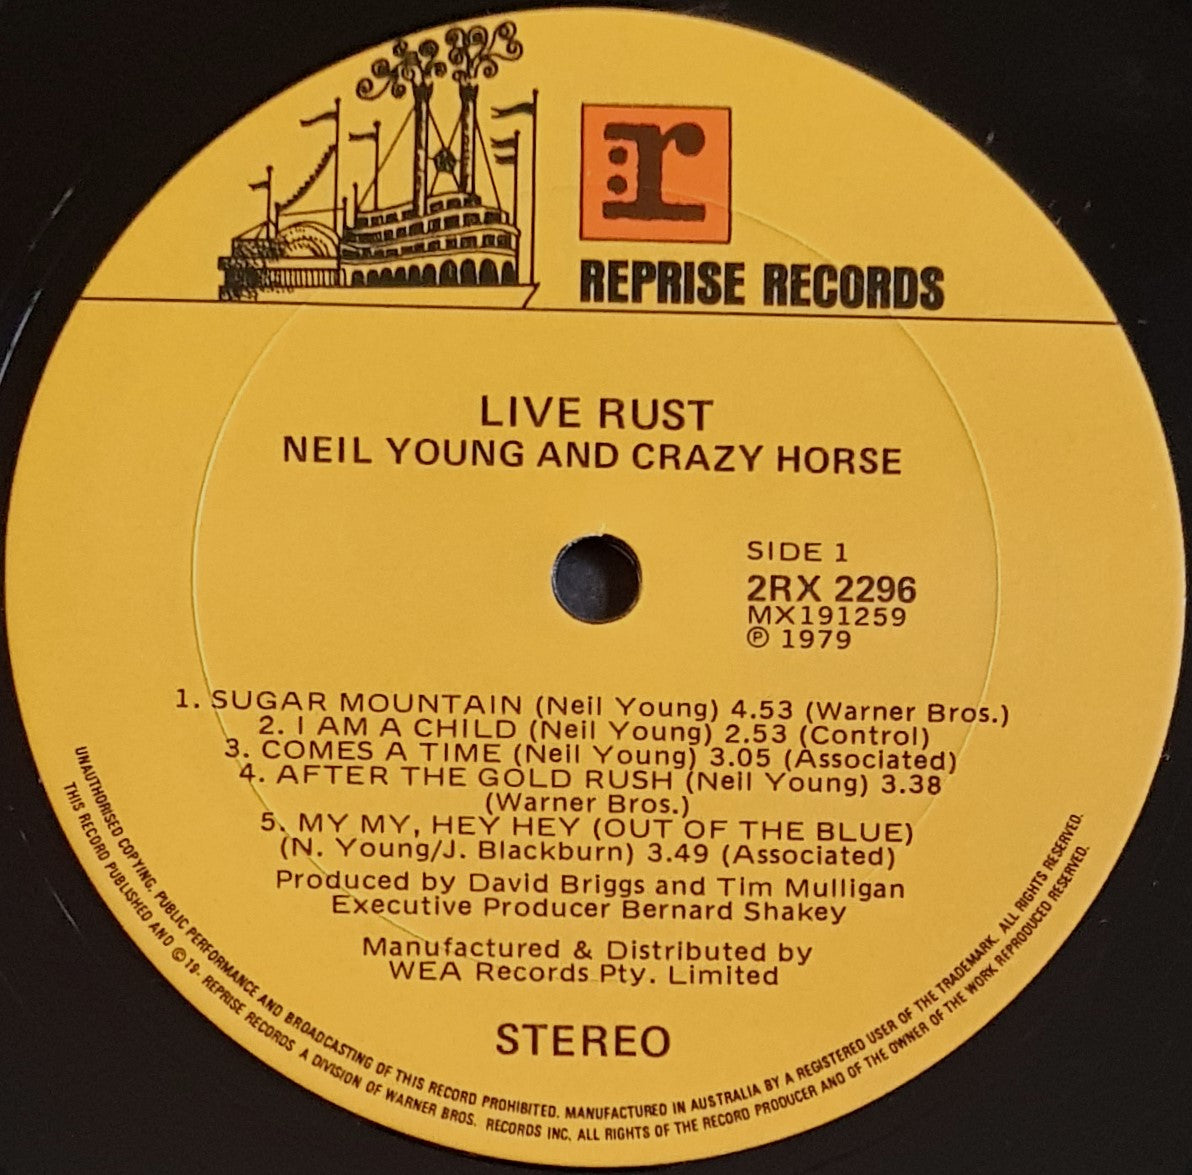 r:
REPRISE RECORDS
LIVE RUST
NEIL YOUNG AND CRAZY HORSE
SIDE 1
2RX 2296
MX191259
℗ 1979
1. SUGAR MOUNTAIN (Neil Young) 4.53 (Warner Bros.)
2. I AM A CHILD (Neil Young) 2.53 (Control)
3. COMES A TIME (Neil Young) 3.05 (Associated)
4. AFTER THE GOLD RUSH (Neil Young) 3.38
(Warner Bros.)
5. MY MY, HEY HEY (OUT OF THE BLUE)
(N. Young/J. Blackburn) 3.49 (Associated)
Produced by David Briggs and Tim Mulligan
Executive Producer Bernard Shakey
Manufactured & Distributed by
WEA Records Pty. Limited
STEREO
UNAUTHORISED COPYING, PUBLIC PERFORMANCE AND BROADCASTING OF THIS RECORD PROHIBITED. MANUFACTURED IN AUSTRALIA BY A REGISTERED USER OF THE TRADEMARK. ALL RIGHTS RESERVED.
THIS RECORD PUBLISHED AND © 19- REPRISE RECORDS A DIVISION OF WARNER BROS. RECORDS INC. ALL RIGHTS OF THE RECORD PRODUCER AND OF THE OWNER OF THE WORK REPRODUCED RESERVED.